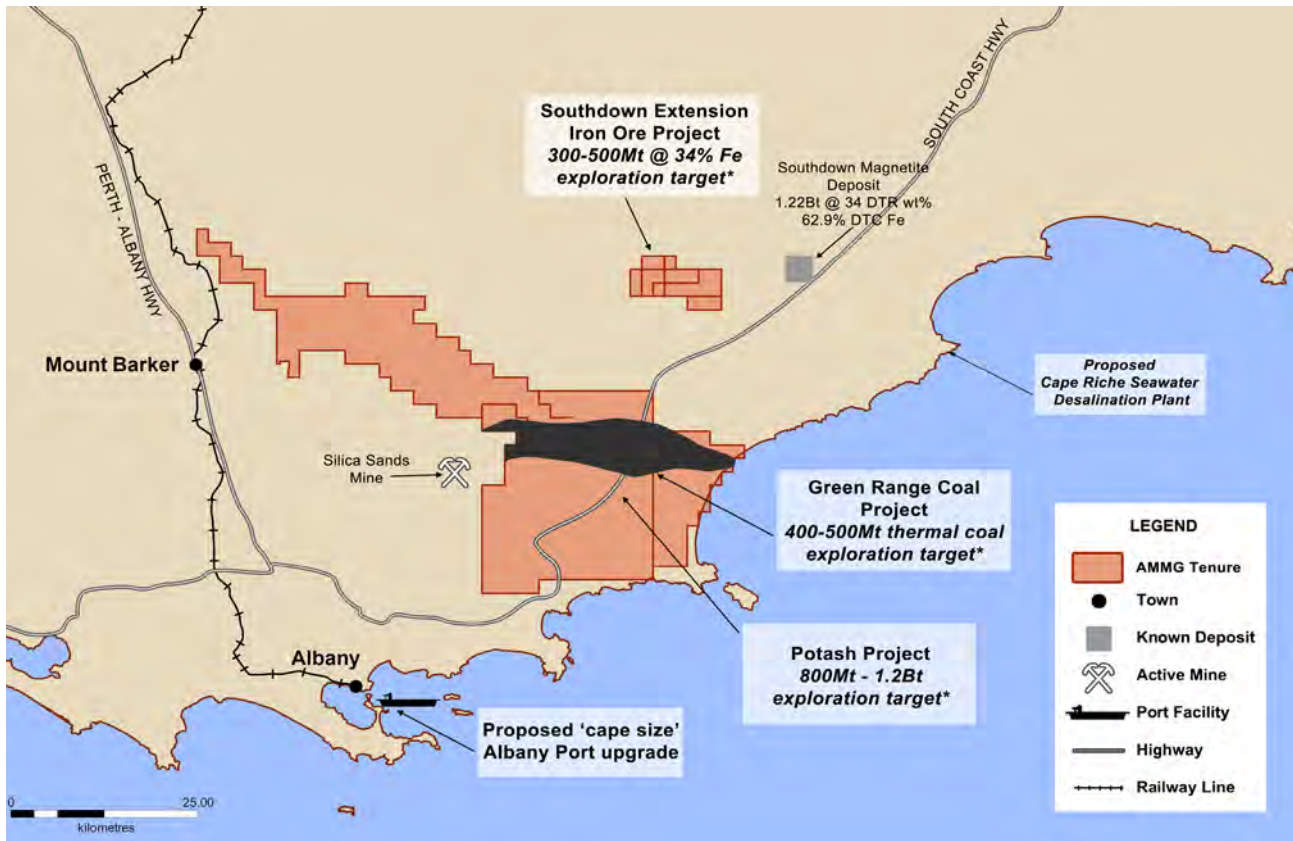 PERTH - ALBANY HWY
SOUTH COAST HWY
Southdown Extension
Iron Ore Project
300-500Mt @ 34% Fe
exploration target*
Southdown Magnetite
Deposit
1.22Bt @ 34 DTR wt%
62.9% DTC Fe
Mount Barker
Proposed
Cape Riche Seawater
Desalination Plant
Silica Sands
Mine
Green Range Coal
Project
400-500Mt thermal coal
exploration target*
Potash Project
800Mt - 1.2Bt
exploration target*
Albany
Proposed ‘cape size’
Albany Port upgrade
0 25.00
kilometres
LEGEND
AMMG Tenure
Town
Known Deposit
Active Mine
Port Facility
Highway
Railway Line